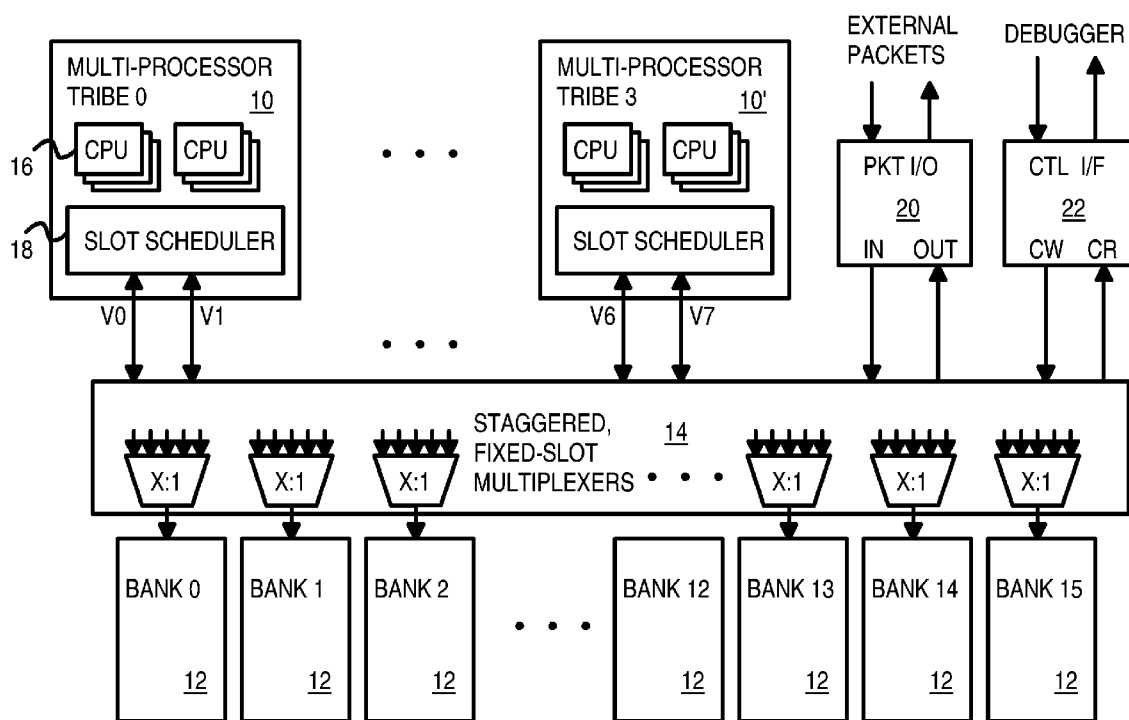 MULTI-PROCESSOR
TRIBE 0
10
CPU
CPU
16
SLOT SCHEDULER
18
V0
V1
MULTI-PROCESSOR
TRIBE 3
10'
CPU
CPU
SLOT SCHEDULER
V6
V7
EXTERNAL
PACKETS
PKT I/O
20
IN
OUT
DEBUGGER
CTL I/F
22
CW
CR
STAGGERED,
FIXED-SLOT
MULTIPLEXERS
14
X:1
X:1
X:1
X:1
X:1
X:1
BANK 0
12
BANK 1
12
BANK 2
12
BANK 12
12
BANK 13
12
BANK 14
12
BANK 15
12